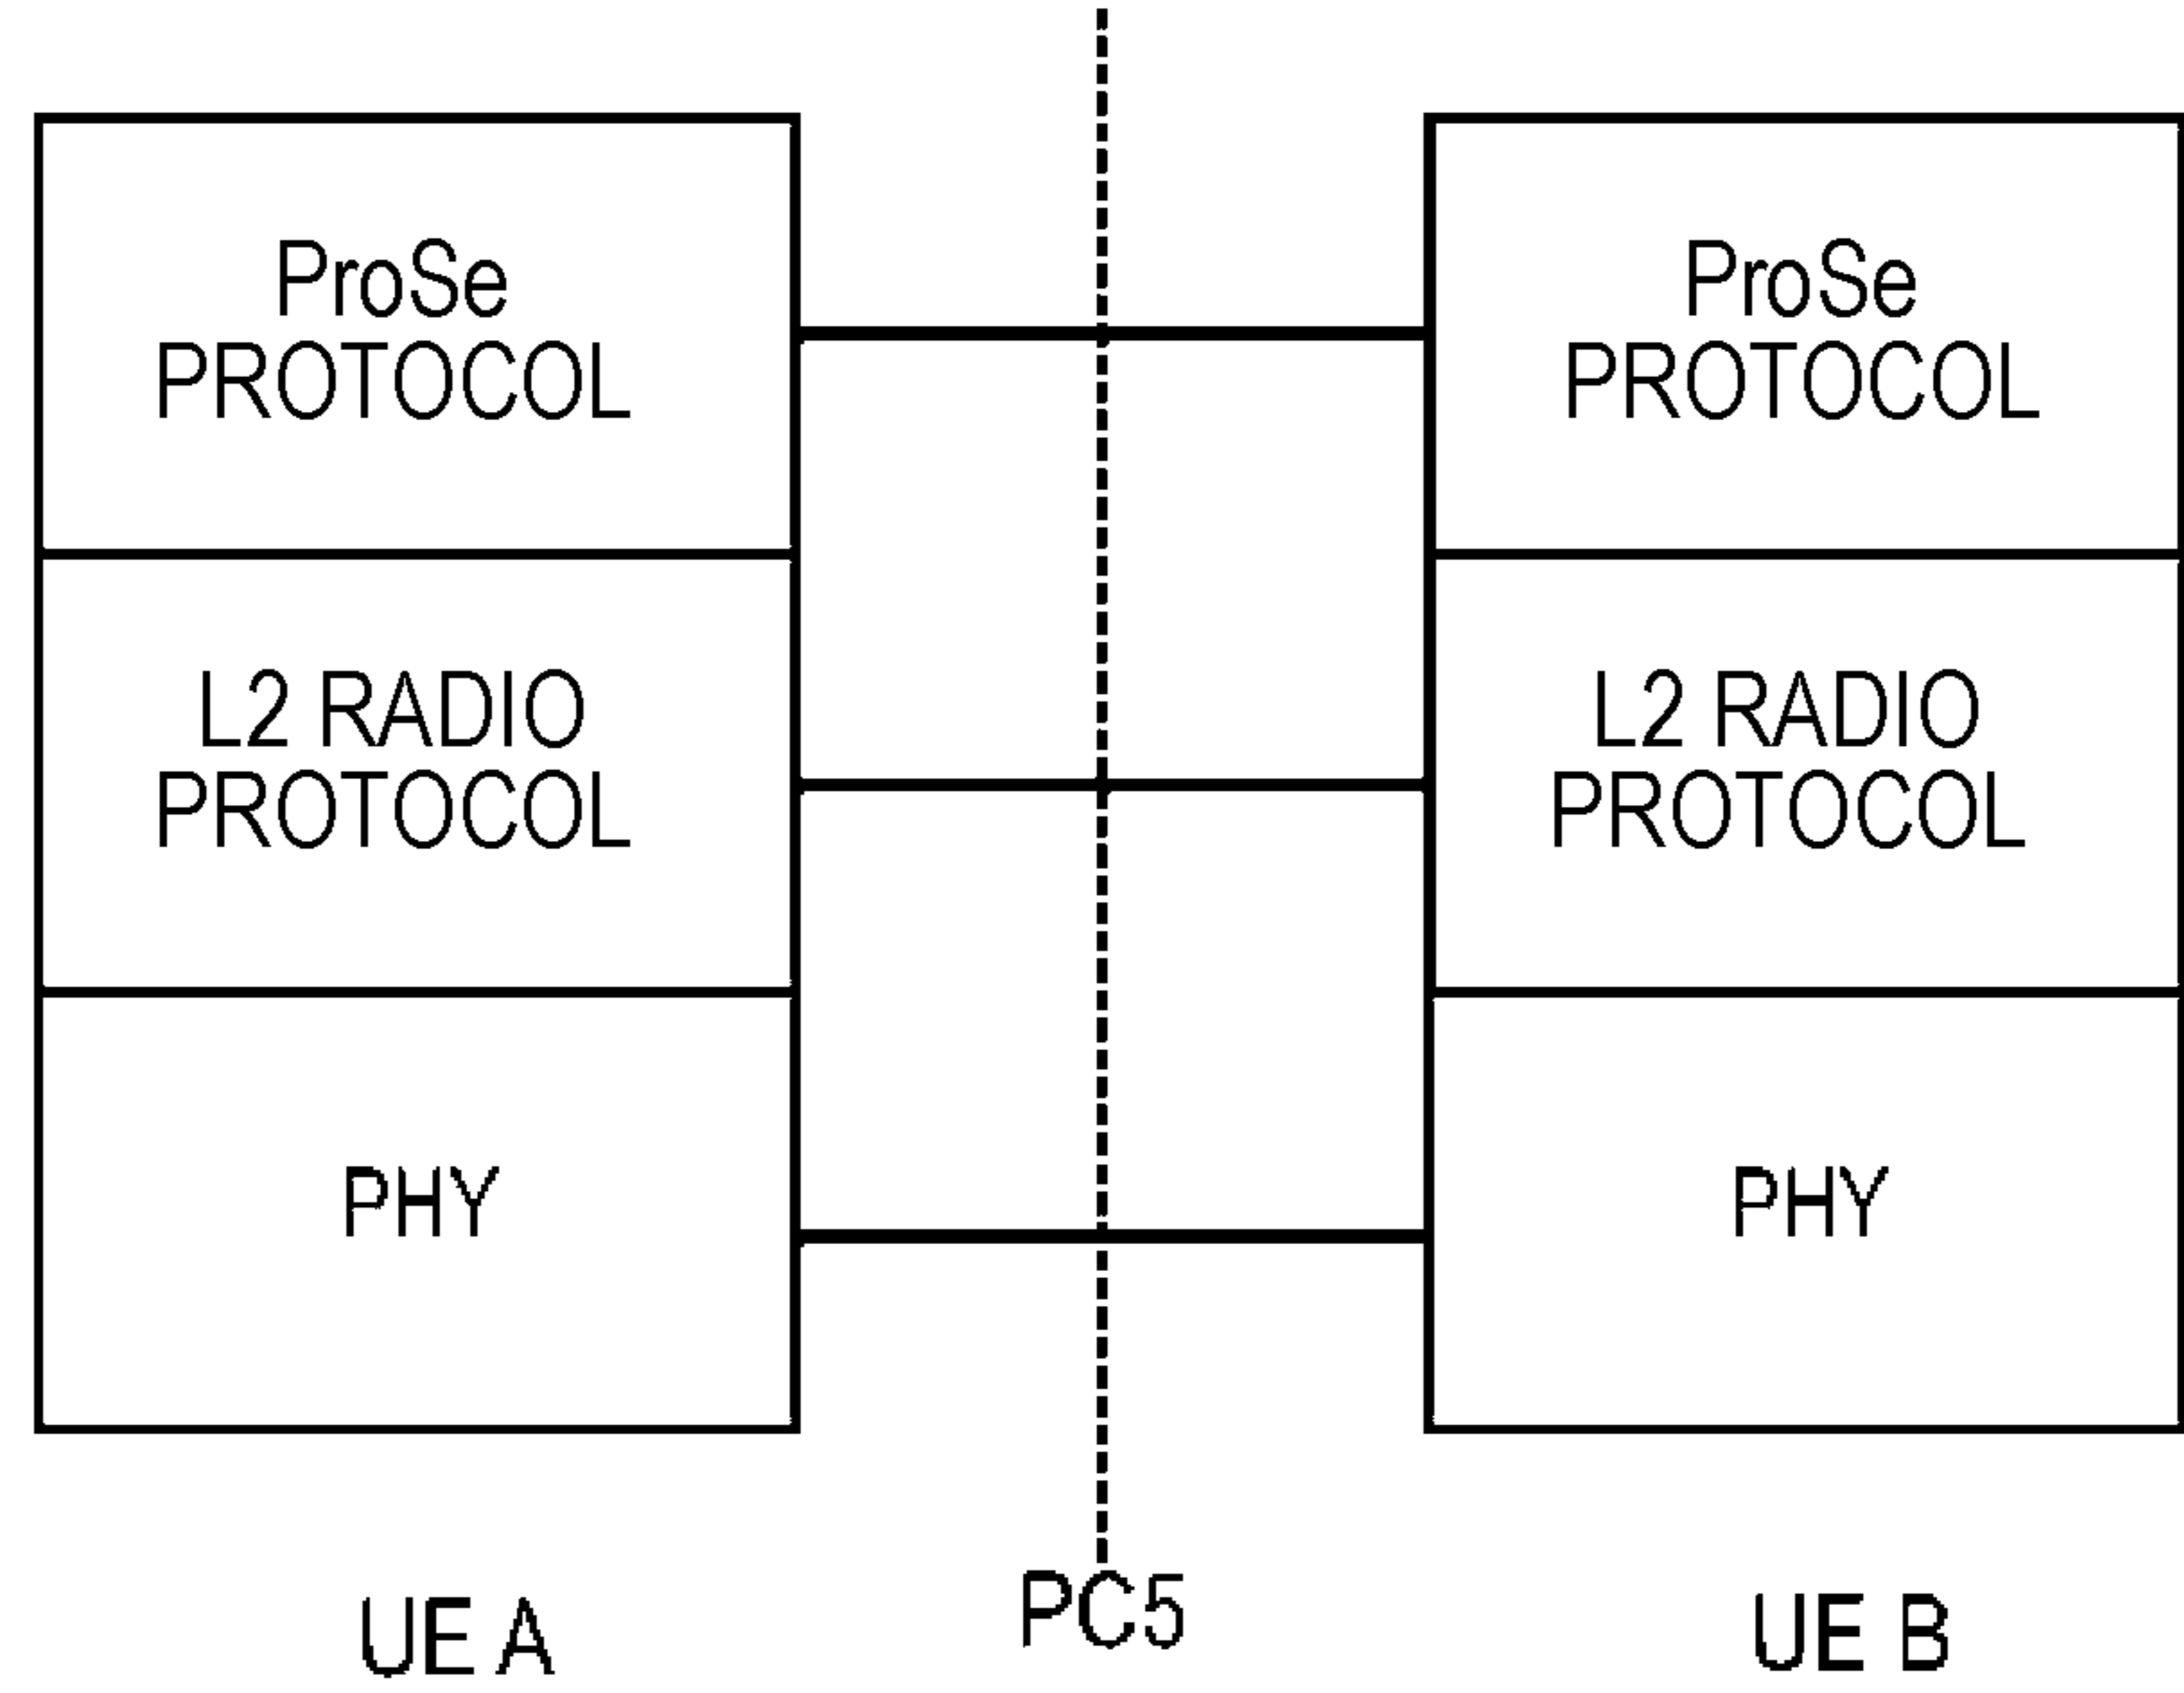 ProSe
PROTOCOL
ProSe
PROTOCOL
L2 RADIO
PROTOCOL
L2 RADIO
PROTOCOL
PHY
PHY
UE A
PC5
UE B